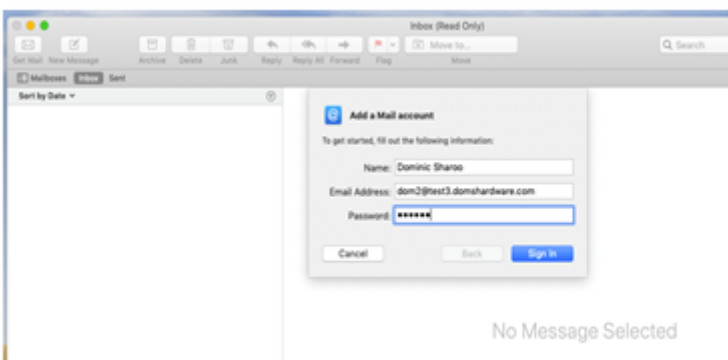 Inbox (Read Only)
Get Mail New Message Archive Delete Junk Reply Reply All Forward Flag Move
Move to...
Search
Mailboxes Inbox Sent
Sort by Date
Add a Mail account
To get started, fill out the following information:
Name: Dominic Sharoo
Email Address: dom2@test3.domshardware.com
Password: ••••••
Cancel Back Sign In
No Message Selected